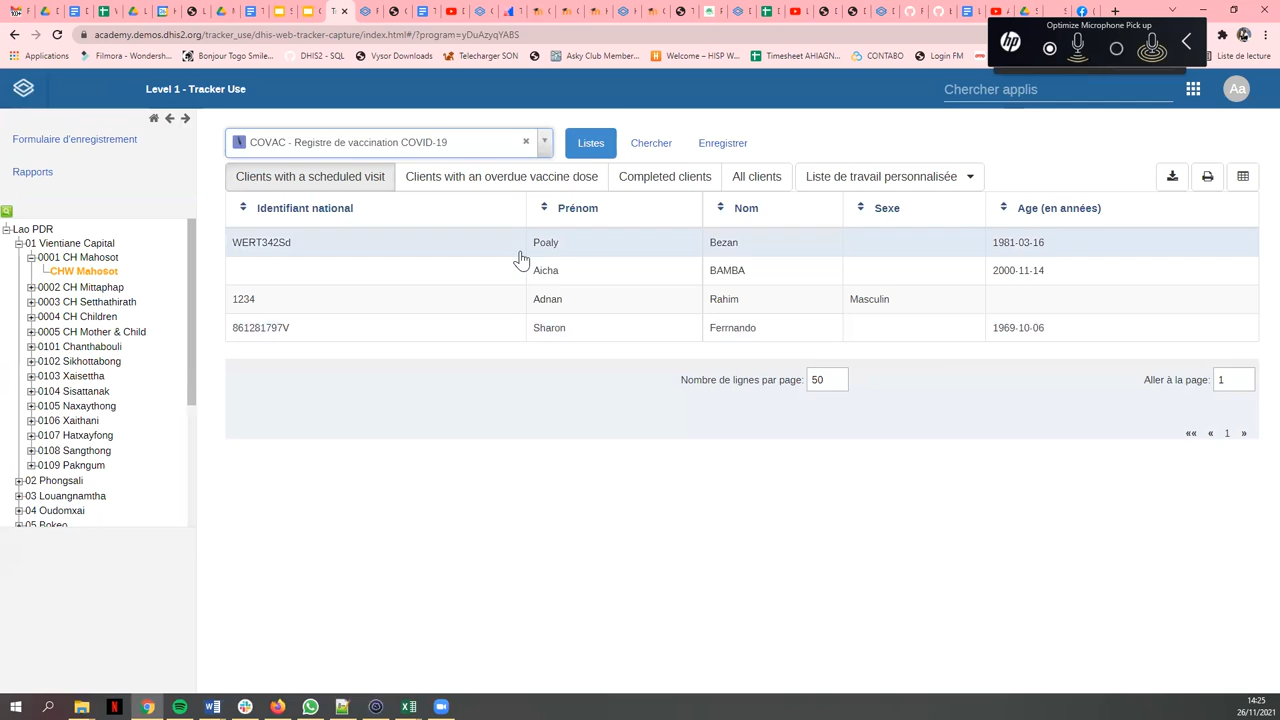 Optimize Microphone Pick up
academy.demos.dhis2.org/tracker_use/dhis-web-tracker-capture/index.html#/?program=yDuAzyqYABS
Applications
Filmora - Wondersh...
Bonjour Togo Smile...
DHIS2 - SQL
Vysor Downloads
Telecharger SON
Asky Club Member...
Welcome – HISP W...
Timesheet AHIAGN...
CONTABO
Login FM
Liste de lecture
Level 1 - Tracker Use
Chercher applis
Aa
Formulaire d'enregistrement
Rapports
COVAC - Registre de vaccination COVID-19
Listes
Chercher
Enregistrer
Clients with a scheduled visit
Clients with an overdue vaccine dose
Completed clients
All clients
Liste de travail personnalisée
Identifiant national
Prénom
Nom
Sexe
Age (en années)
WERT342Sd Poaly Bezan 1981-03-16
Aicha BAMBA 2000-11-14
1234 Adnan Rahim Masculin
861281797V Sharon Fernando 1969-10-06
Nombre de lignes par page: 50
Aller à la page: 1
«« « 1 »
Lao PDR
01 Vientiane Capital
0001 CH Mahosot
CHW Mahosot
0002 CH Mittaphap
0003 CH Setthathirath
0004 CH Children
0005 CH Mother & Child
0101 Chanthabouli
0102 Sikhottabong
0103 Xaisettha
0104 Sisattanak
0105 Naxaythong
0106 Xaithani
0107 Hatxayfong
0108 Sangthong
0109 Pakngum
02 Phongsali
03 Louangnamtha
04 Oudomxai
05 Bokeo
14:25
26/11/2021